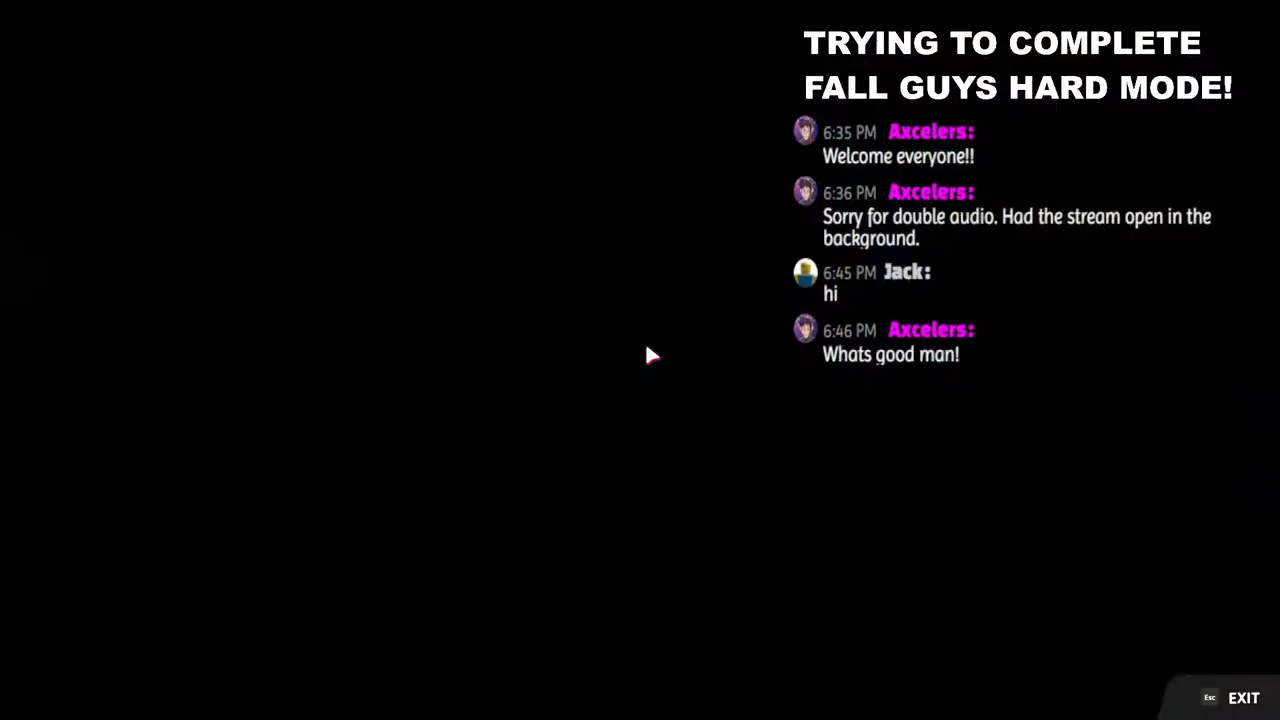 TRYING TO COMPLETE
FALL GUYS HARD MODE!
6:35 PM Axcelers:
Welcome everyone!!
6:36 PM Axcelers:
Sorry for double audio. Had the stream open in the
background.
6:45 PM Jack:
hi
6:46 PM Axcelers:
Whats good man!
Esc EXIT